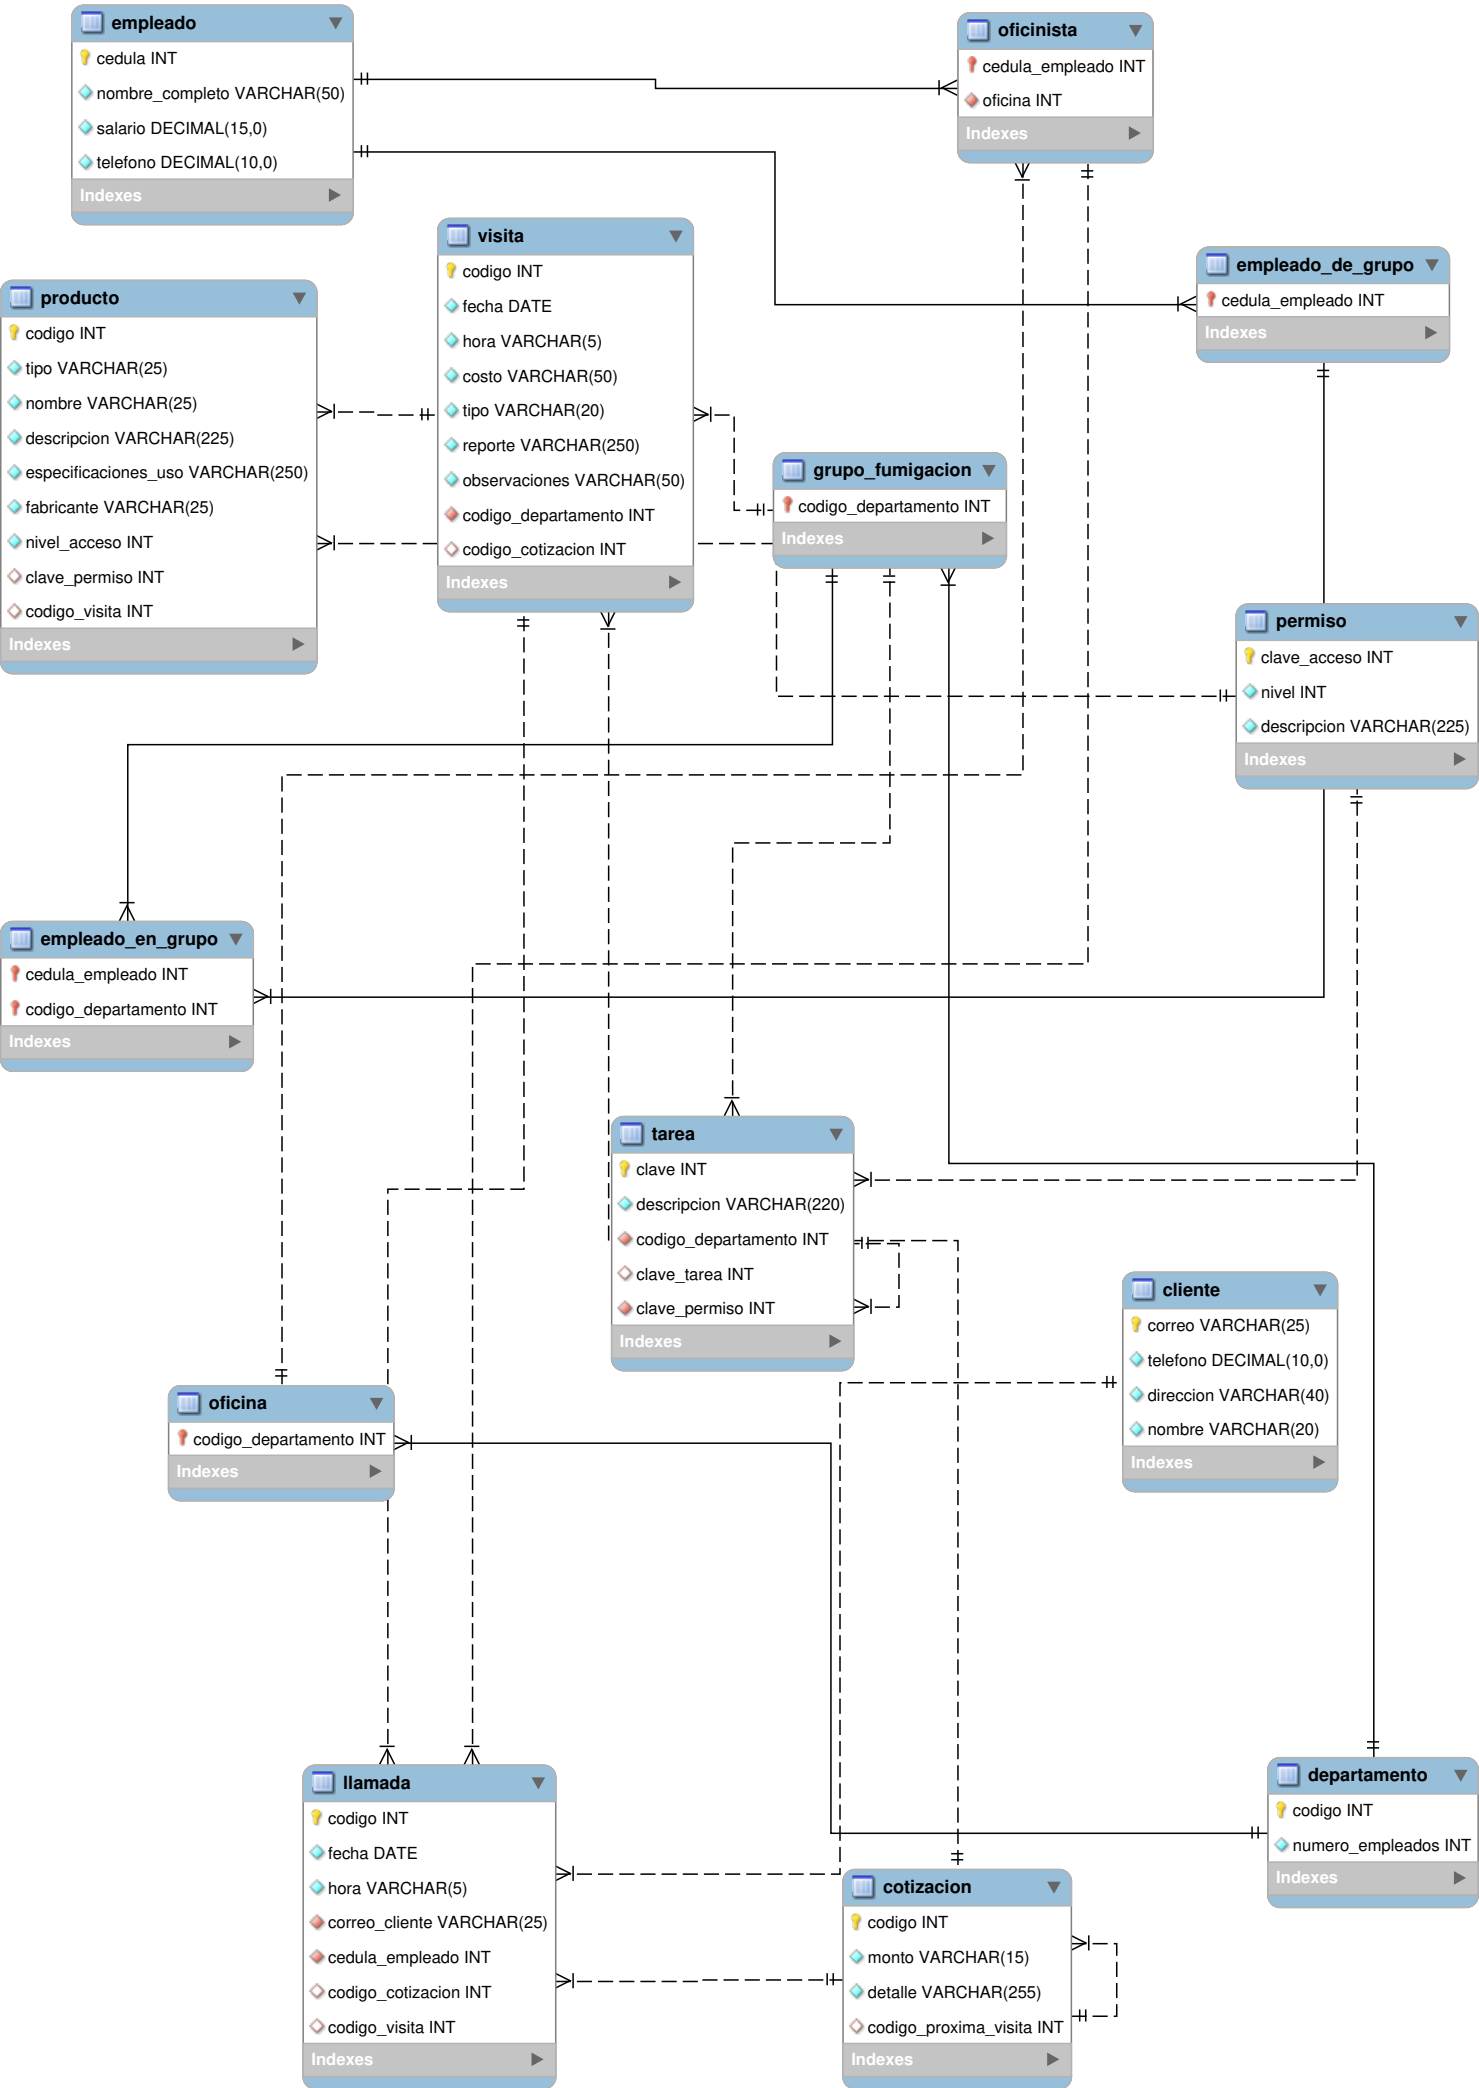 empleado
cedula INT
nombre_completo VARCHAR(50)
salario DECIMAL(15,0)
telefono DECIMAL(10,0)
Indexes
oficinista
cedula_empleado INT
oficina INT
Indexes
visita
codigo INT
fecha DATE
hora VARCHAR(5)
costo VARCHAR(50)
tipo VARCHAR(20)
reporte VARCHAR(250)
observaciones VARCHAR(50)
codigo_departamento INT
codigo_cotizacion INT
Indexes
empleado_de_grupo
cedula_empleado INT
Indexes
producto
codigo INT
tipo VARCHAR(25)
nombre VARCHAR(25)
descripcion VARCHAR(225)
especificaciones_uso VARCHAR(250)
fabricante VARCHAR(25)
nivel_acceso INT
clave_permiso INT
codigo_visita INT
Indexes
grupo_fumigacion
codigo_departamento INT
Indexes
permiso
clave_acceso INT
nivel INT
descripcion VARCHAR(225)
Indexes
empleado_en_grupo
cedula_empleado INT
codigo_departamento INT
Indexes
tarea
clave INT
descripcion VARCHAR(220)
codigo_departamento INT
clave_tarea INT
clave_permiso INT
Indexes
cliente
correo VARCHAR(25)
telefono DECIMAL(10,0)
direccion VARCHAR(40)
nombre VARCHAR(20)
Indexes
oficina
codigo_departamento INT
Indexes
llamada
codigo INT
fecha DATE
hora VARCHAR(5)
correo_cliente VARCHAR(25)
cedula_empleado INT
codigo_cotizacion INT
codigo_visita INT
Indexes
departamento
codigo INT
numero_empleados INT
Indexes
cotizacion
codigo INT
monto VARCHAR(15)
detalle VARCHAR(255)
codigo_proxima_visita INT
Indexes